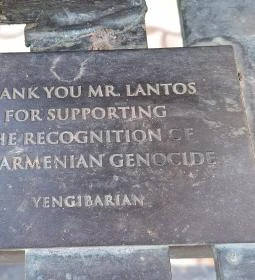 ANK YOU MR. LANTOS
FOR SUPPORTING
HE RECOGNITION OF
ARMENIAN GENOCIDE
YENGIBARIAN